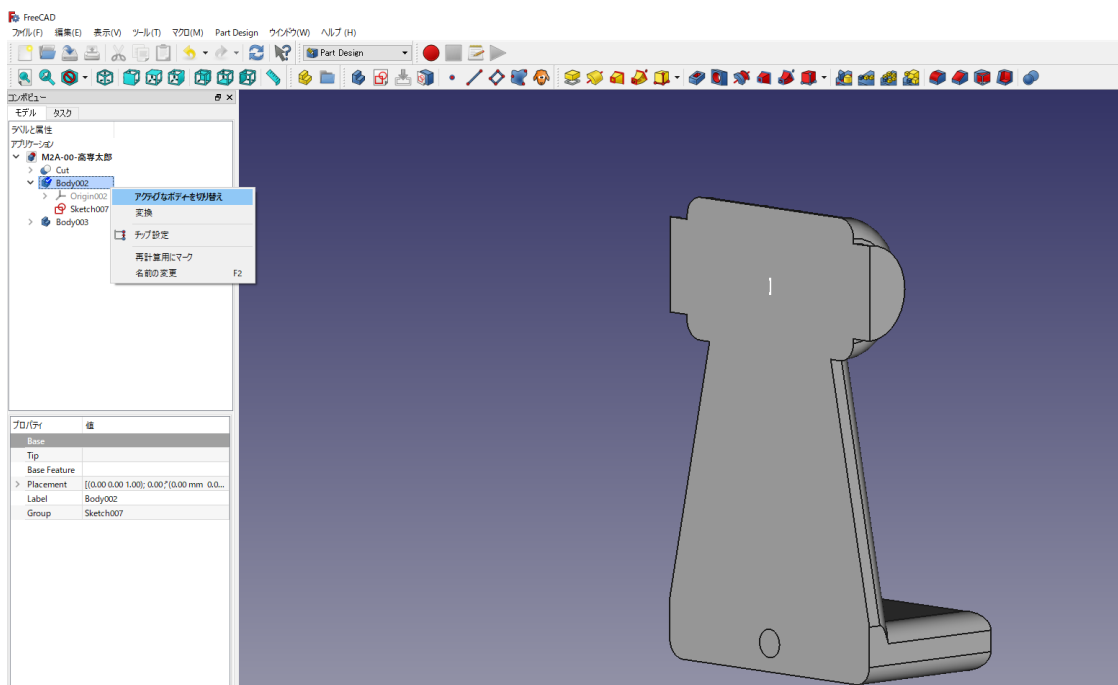 FreeCAD
ファイル(F) 編集(E) 表示(V) ツール(T) マクロ(M) Part Design ウインドウ(W) ヘルプ (H)
Part Design
コンボビュー
モデル タスク
ラベルと属性
アプリケーション
M2A-00-高専太郎
Cut
Body002
Origin002
Sketch007
Body003
アクティブなボディーを切り替え
変換
チップ設定
再計算用にマーク
名前の変更 F2
プロパティ 値
Base
Tip
Base Feature
Placement [(0.00 0.00 1.00); 0.00;°(0.00 mm 0.0...
Label Body002
Group Sketch007